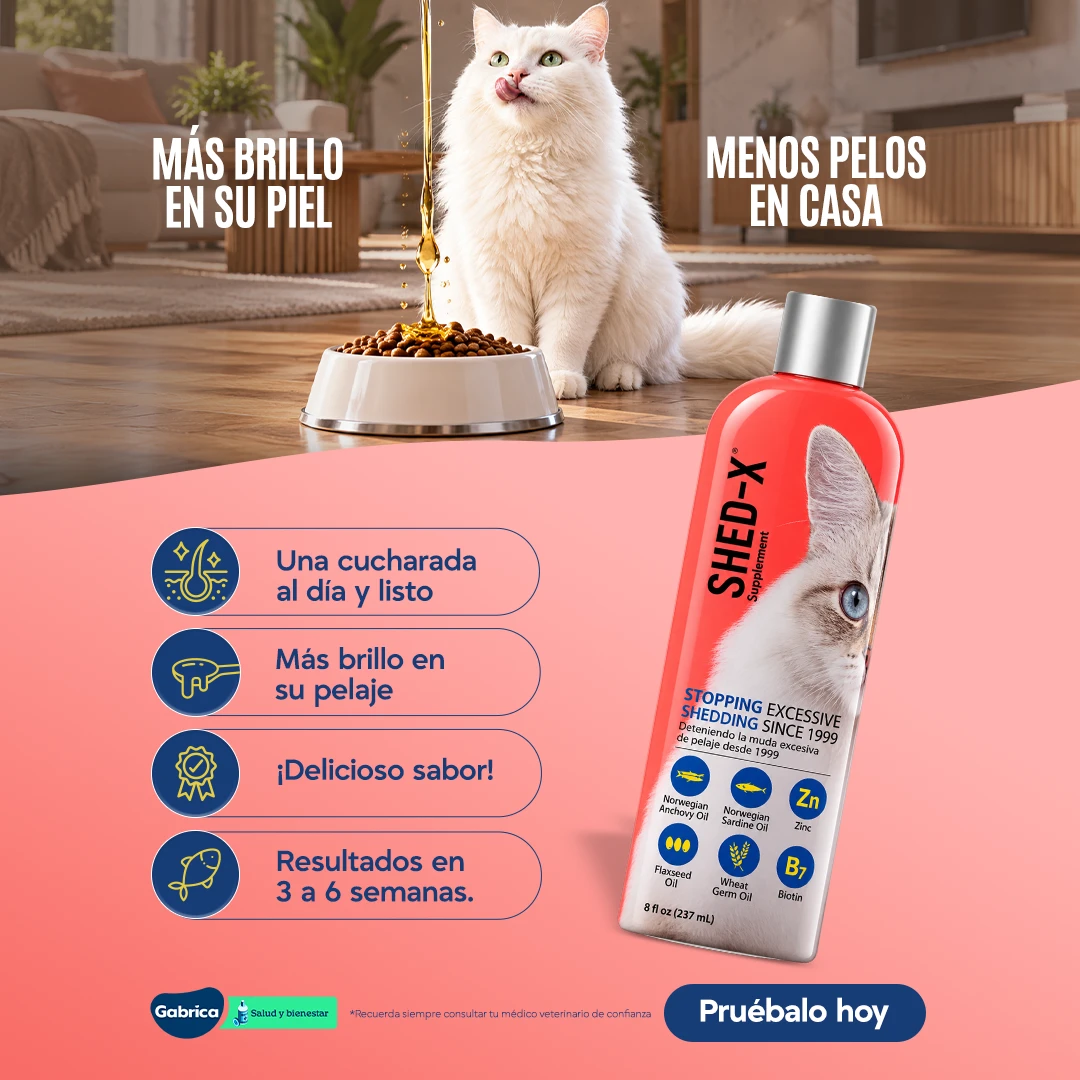 MÁS BRILLO
EN SU PIEL
MENOS PELOS
EN CASA
SHED-X®
Supplerment
STOPPING EXCESSIVE
SHEDDING SINCE 1999
Deteniendo la muda excesiva
de pelaje desde 1999
Norwegian
Anchovy Oil
Norwegian
Sardine Oil
Zn
Zinc
Flaxseed
Oil
Wheat
Germ Oil
B7
Biotin
8 fl oz (237 mL)
Una cucharada
al día y listo
Más brillo en
su pelaje
¡Delicioso sabor!
Resultados en
3 a 6 semanas.
Gabrica
Salud y bienestar
*Recuerda siempre consultar tu médico veterinario de confianza
Pruébalo hoy